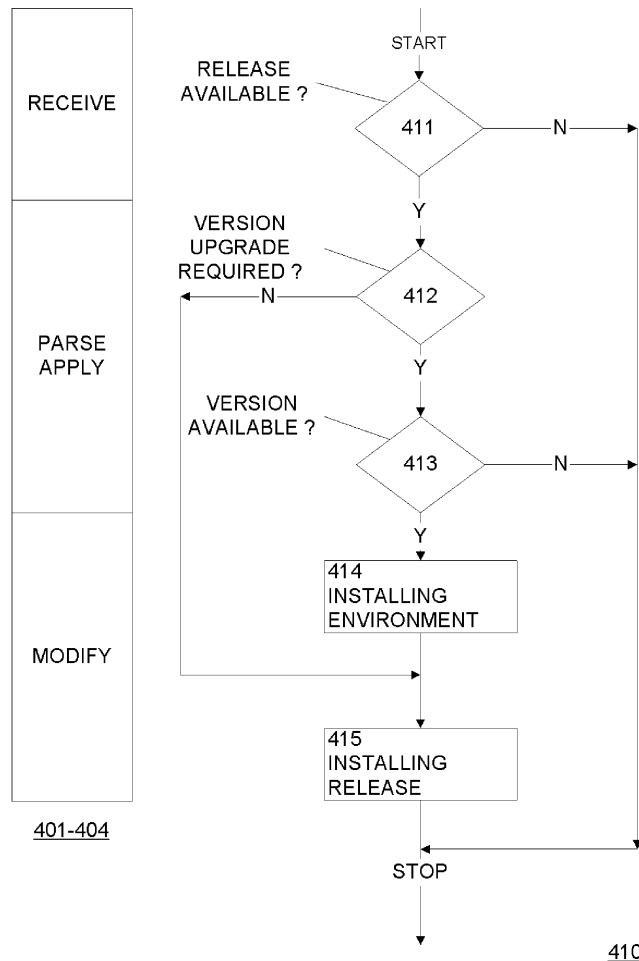 START
RELEASE
AVAILABLE ?
RECEIVE
411
N
Y
VERSION
UPGRADE
REQUIRED ?
412
N
PARSE
APPLY
Y
VERSION
AVAILABLE ?
413
N
Y
414
INSTALLING
ENVIRONMENT
MODIFY
415
INSTALLING
RELEASE
401-404
STOP
410